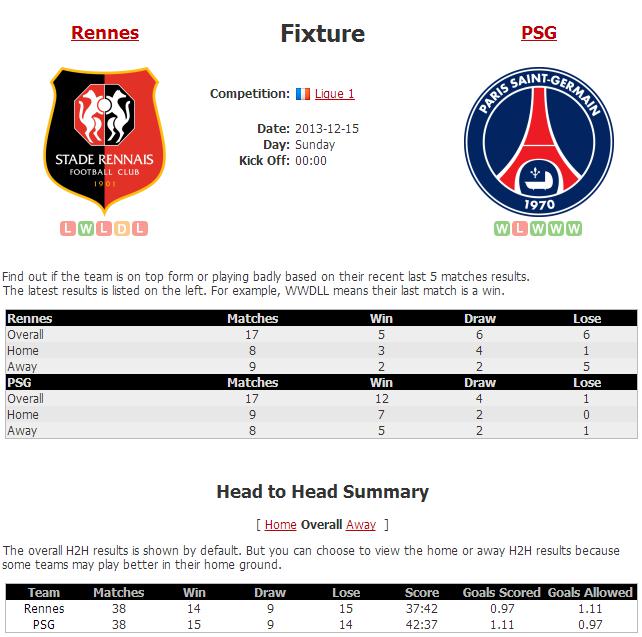 Rennes
Fixture
PSG
Competition: Ligue 1
Date: 2013-12-15
Day: Sunday
Kick Off: 00:00
STADE RENNAIS
FOOTBALL CLUB
1901
PARIS SAINT-GERMAIN
1970
L W L D L
W L W W W
Find out if the team is on top form or playing badly based on their recent last 5 matches results.
The latest results is listed on the left. For example, WWDLL means their last match is a win.
Rennes Matches Win Draw Lose
Overall 17 5 6 6
Home 8 3 4 1
Away 9 2 2 5
PSG Matches Win Draw Lose
Overall 17 12 4 1
Home 9 7 2 0
Away 8 5 2 1
Head to Head Summary
[ Home Overall Away ]
The overall H2H results is shown by default. But you can choose to view the home or away H2H results because
some teams may play better in their home ground.
Team Matches Win Draw Lose Score Goals Scored Goals Allowed
Rennes 38 14 9 15 37:42 0.97 1.11
PSG 38 15 9 14 42:37 1.11 0.97